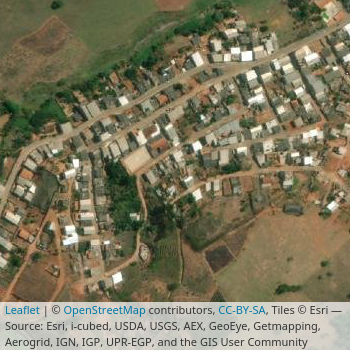 Leaflet | © OpenStreetMap contributors, CC-BY-SA, Tiles © Esri —
Source: Esri, i-cubed, USDA, USGS, AEX, GeoEye, Getmapping,
Aerogrid, IGN, IGP, UPR-EGP, and the GIS User Community